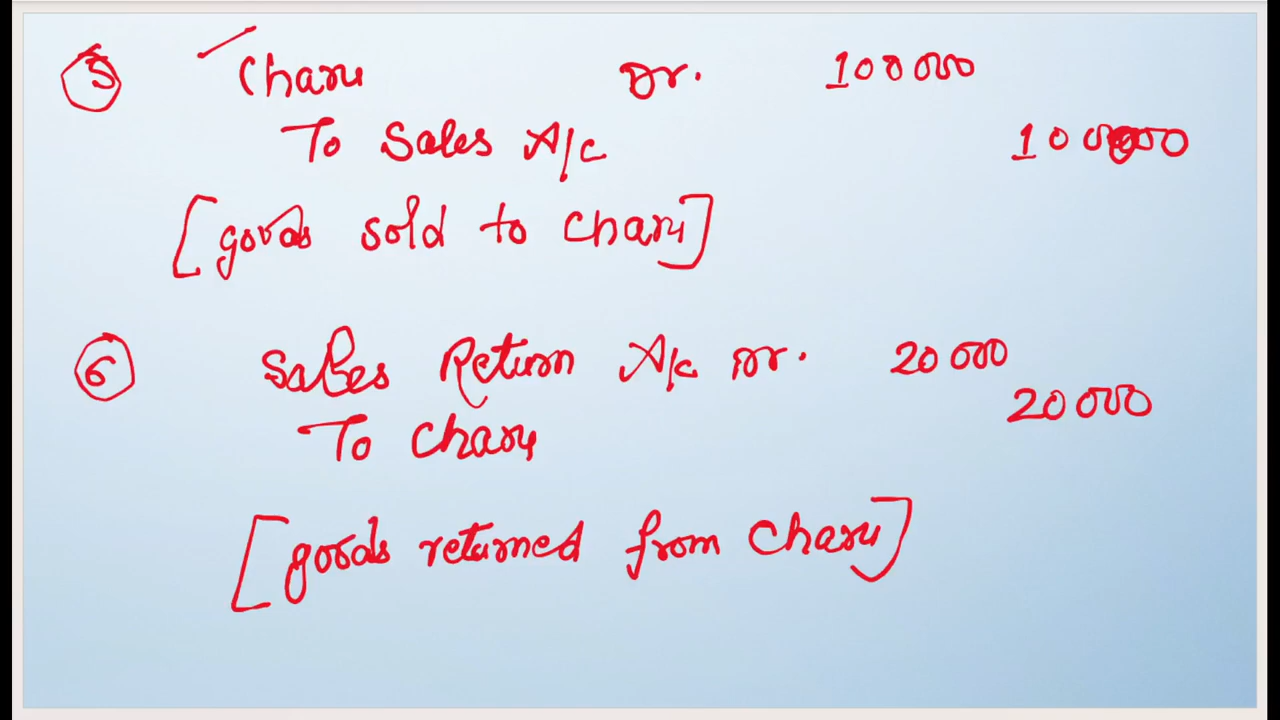 5 Charu Dr. 100000
To Sales A/c 100000
[goods sold to Charu]
6 Sales Return A/c Dr. 20000
To Charu 20000
[goods returned from Charu]